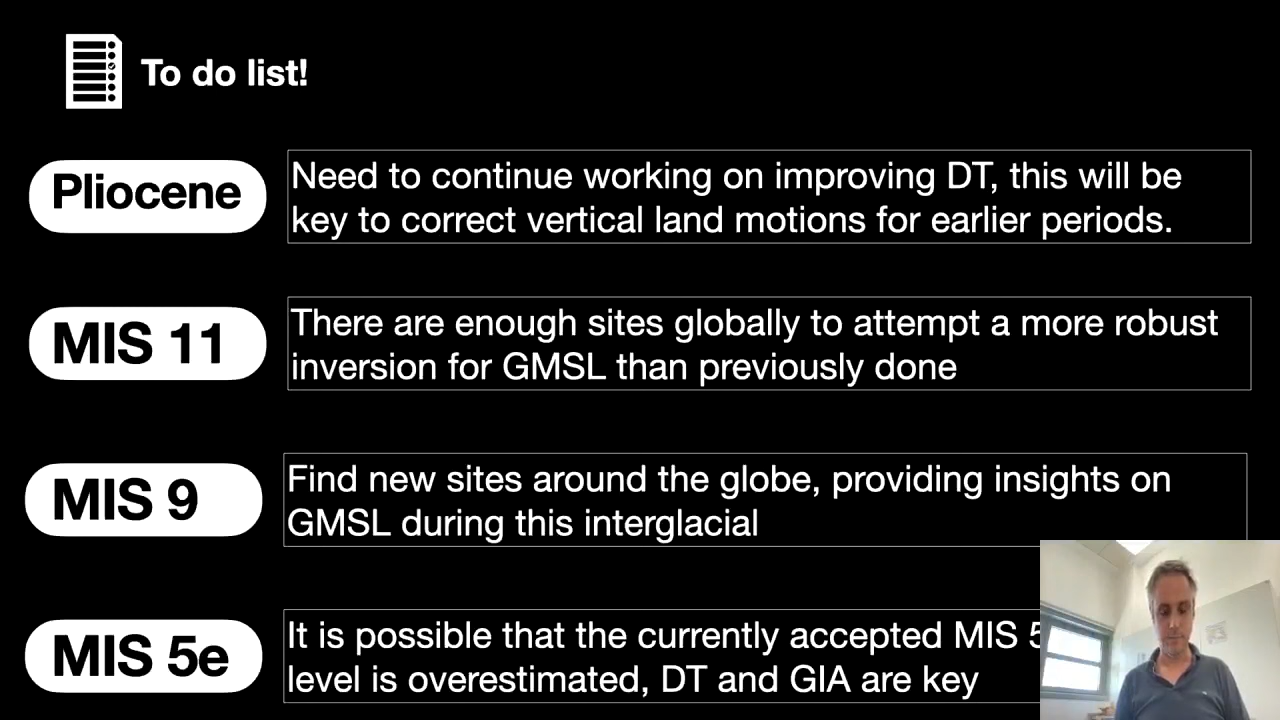 To do list!
Pliocene
Need to continue working on improving DT, this will be
key to correct vertical land motions for earlier periods.
MIS 11
There are enough sites globally to attempt a more robust
inversion for GMSL than previously done
MIS 9
Find new sites around the globe, providing insights on
GMSL during this interglacial
MIS 5e
It is possible that the currently accepted MIS
level is overestimated, DT and GIA are key